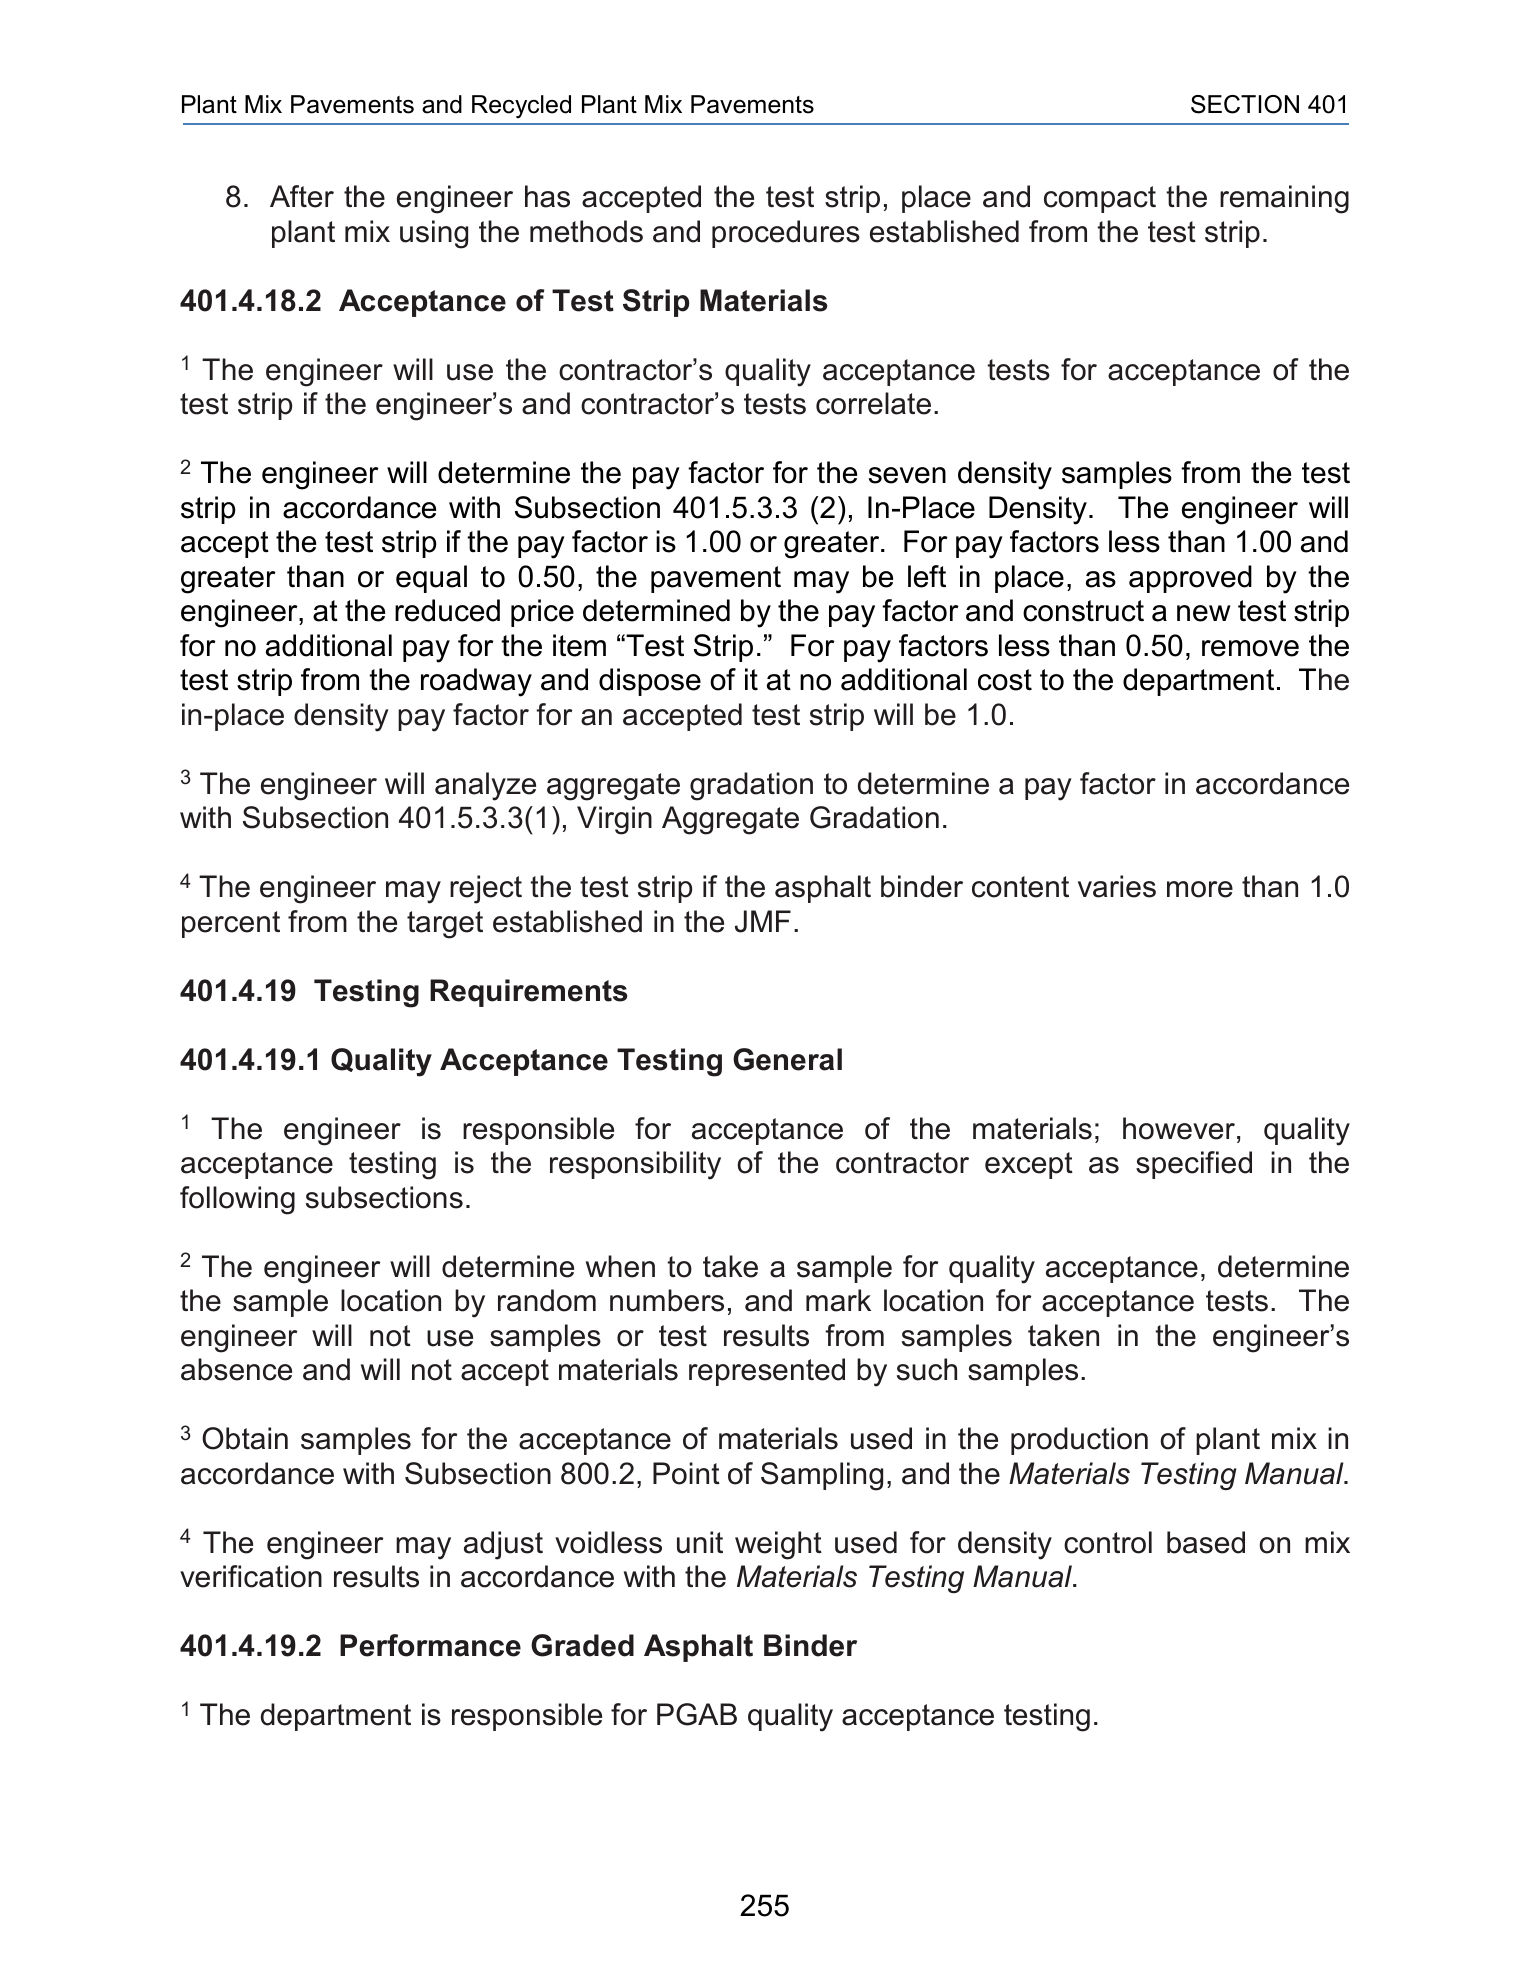 Plant Mix Pavements and Recycled Plant Mix Pavements SECTION 401
8. After the engineer has accepted the test strip, place and compact the remaining
plant mix using the methods and procedures established from the test strip.
401.4.18.2 Acceptance of Test Strip Materials
1 The engineer will use the contractor’s quality acceptance tests for acceptance of the
test strip if the engineer’s and contractor’s tests correlate.
2 The engineer will determine the pay factor for the seven density samples from the test
strip in accordance with Subsection 401.5.3.3 (2), In-Place Density. The engineer will
accept the test strip if the pay factor is 1.00 or greater. For pay factors less than 1.00 and
greater than or equal to 0.50, the pavement may be left in place, as approved by the
engineer, at the reduced price determined by the pay factor and construct a new test strip
for no additional pay for the item “Test Strip.” For pay factors less than 0.50, remove the
test strip from the roadway and dispose of it at no additional cost to the department. The
in-place density pay factor for an accepted test strip will be 1.0.
3 The engineer will analyze aggregate gradation to determine a pay factor in accordance
with Subsection 401.5.3.3(1), Virgin Aggregate Gradation.
4 The engineer may reject the test strip if the asphalt binder content varies more than 1.0
percent from the target established in the JMF.
401.4.19 Testing Requirements
401.4.19.1 Quality Acceptance Testing General
1 The engineer is responsible for acceptance of the materials; however, quality
acceptance testing is the responsibility of the contractor except as specified in the
following subsections.
2 The engineer will determine when to take a sample for quality acceptance, determine
the sample location by random numbers, and mark location for acceptance tests. The
engineer will not use samples or test results from samples taken in the engineer’s
absence and will not accept materials represented by such samples.
3 Obtain samples for the acceptance of materials used in the production of plant mix in
accordance with Subsection 800.2, Point of Sampling, and the Materials Testing Manual.
4 The engineer may adjust voidless unit weight used for density control based on mix
verification results in accordance with the Materials Testing Manual.
401.4.19.2 Performance Graded Asphalt Binder
1 The department is responsible for PGAB quality acceptance testing.
255